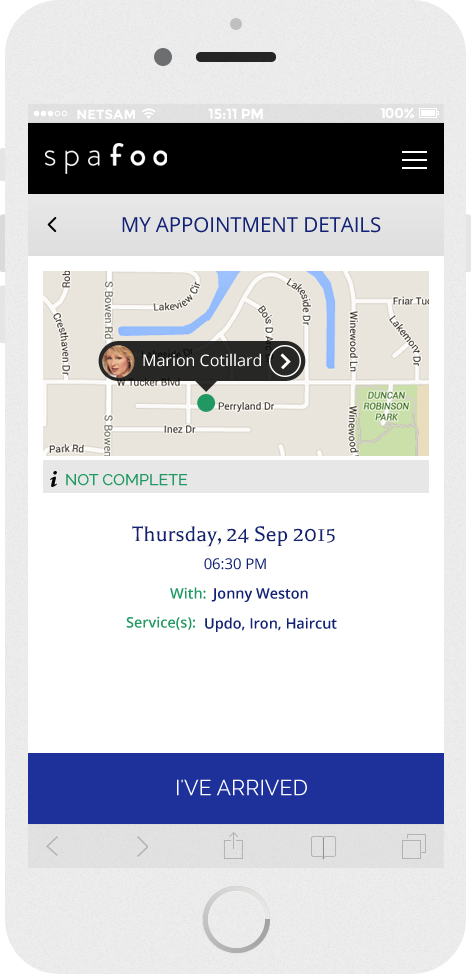 NETSAM 15:11 PM 100%
spafoo
MY APPOINTMENT DETAILS
Rob
S Bowen Rd
Lakeview Cir
Lakeside Dr
Friar Tuc
Cresthaven Dr
Bois D
Winewood Ln
Lakemont Dr
Marion Cotillard
W Tucker Blvd
Perryland Dr
DUNCAN
ROBINSON
PARK
Inez Dr
S Bowen
Winewood
Park Rd
i NOT COMPLETE
Thursday, 24 Sep 2015
06:30 PM
With: Jonny Weston
Service(s): Updo, Iron, Haircut
I'VE ARRIVED